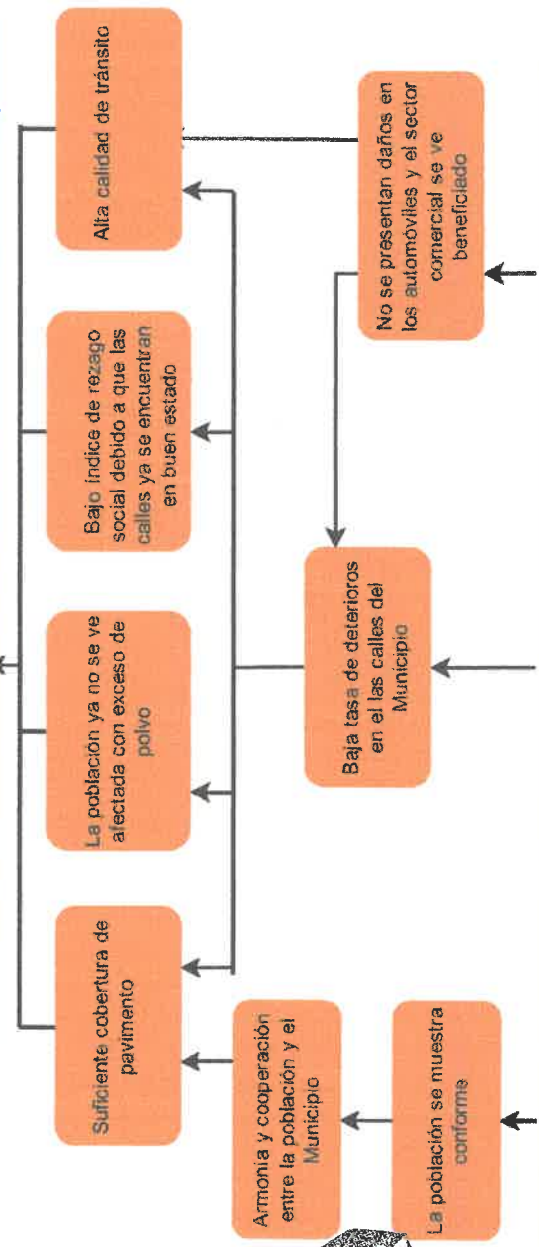 Suficiente cobertura de
pavimento
La población ya no se ve
afectada con exceso de
polvo
Bajo índice de rezago
social debido a que las
calles ya se encuentran
en buen estado
Alta calidad de tránsito
Armonia y cooperación
entre la población y el
Municipio
Baja tasa de deterioros
en el las calles del
Municipio
La población se muestra
conforme
No se presentan daños en
los automóviles y el sector
comercial se ve
beneficiado